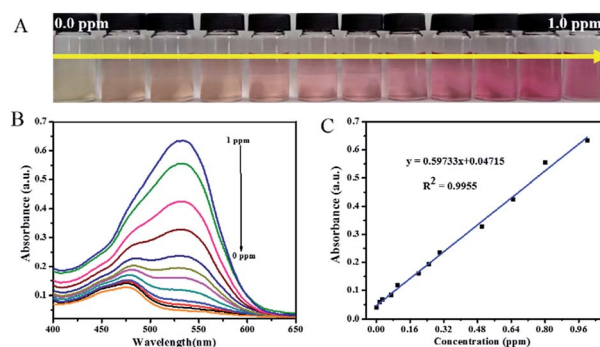 A
0.0 ppm
1.0 ppm
B
0.7
0.6
0.5
0.4
0.3
0.2
0.1
400
450
500
550
600
650
Absorbance (a.u.)
Wavelength(nm)
1 ppm
0 ppm
C
0.7
0.6
0.5
0.4
0.3
0.2
0.1
0.0
0.00
0.16
0.32
0.48
0.64
0.80
0.96
Absorbance (a.u.)
Concentration (ppm)
y = 0.59733x+0.04715
R² = 0.9955